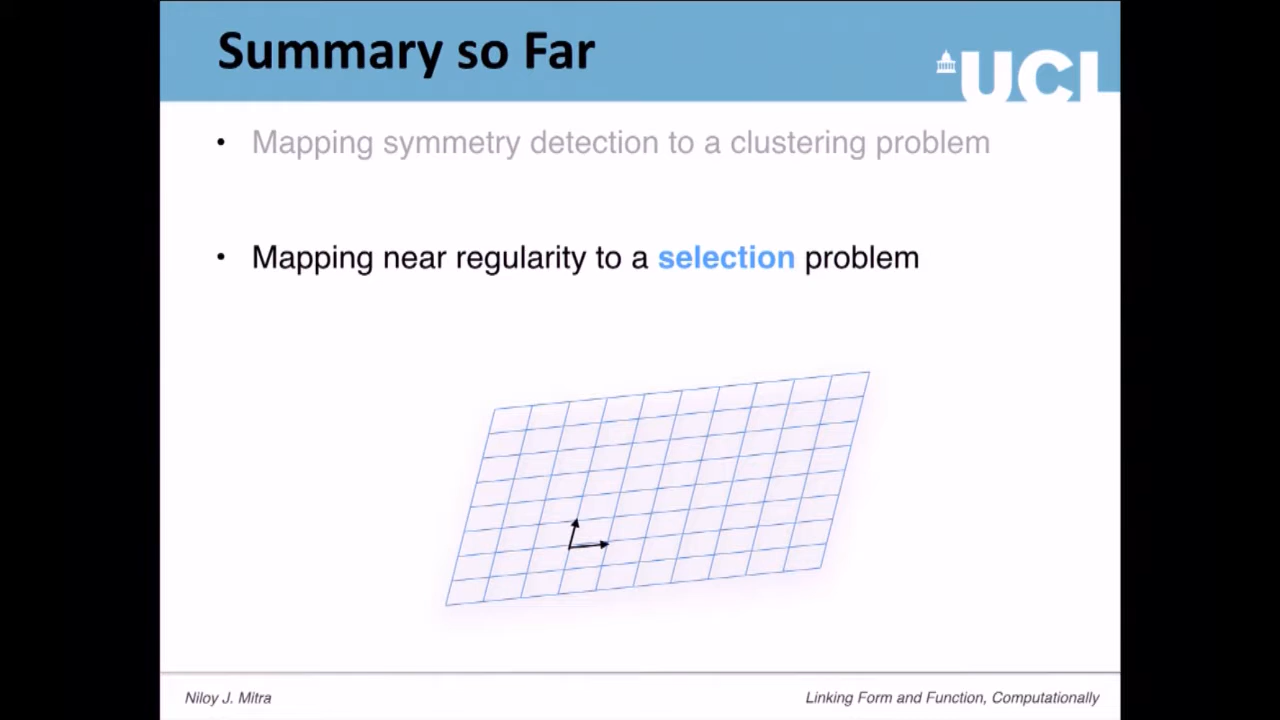 Summary so Far
UCL
• Mapping symmetry detection to a clustering problem
• Mapping near regularity to a selection problem
Niloy J. Mitra
Linking Form and Function, Computationally